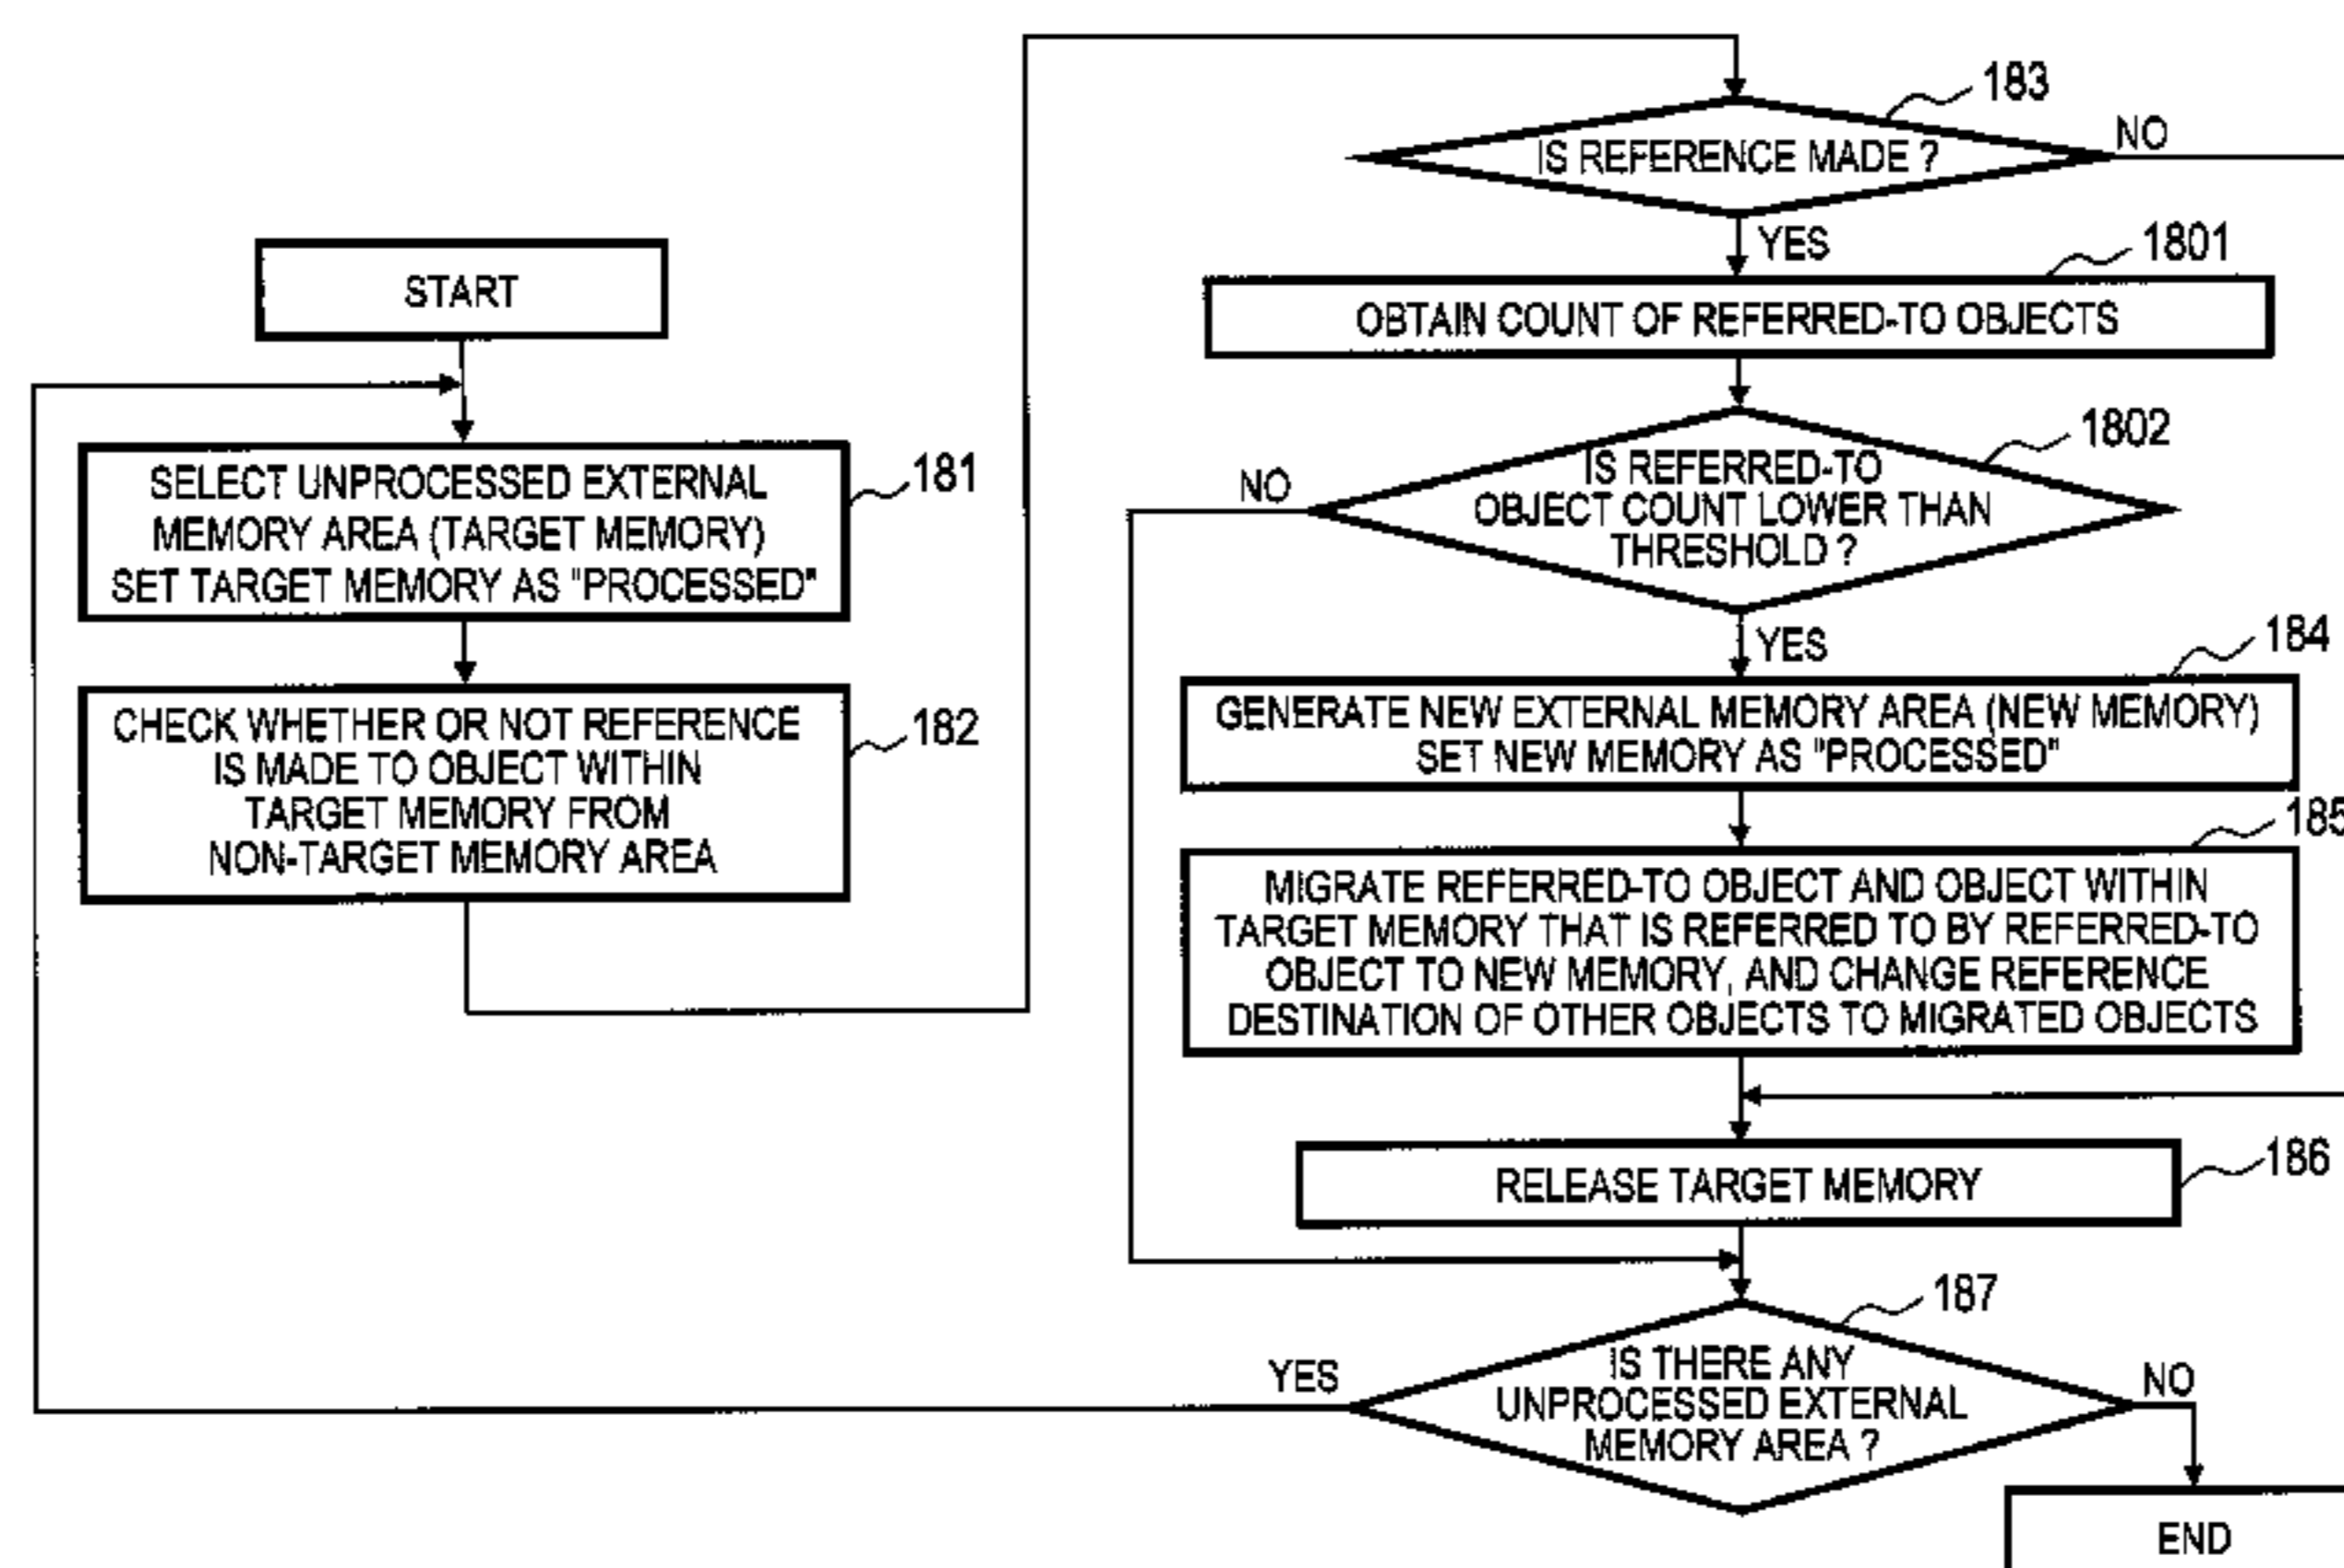 START
SELECT UNPROCESSED EXTERNAL
MEMORY AREA (TARGET MEMORY)
SET TARGET MEMORY AS "PROCESSED"
181
CHECK WHETHER OR NOT REFERENCE
IS MADE TO OBJECT WITHIN
TARGET MEMORY FROM
NON-TARGET MEMORY AREA
182
183
IS REFERENCE MADE ?
NO
YES
1801
OBTAIN COUNT OF REFERRED-TO OBJECTS
1802
NO
IS REFERRED-TO
OBJECT COUNT LOWER THAN
THRESHOLD ?
YES
184
GENERATE NEW EXTERNAL MEMORY AREA (NEW MEMORY)
SET NEW MEMORY AS "PROCESSED"
185
MIGRATE REFERRED-TO OBJECT AND OBJECT WITHIN
TARGET MEMORY THAT IS REFERRED TO BY REFERRED-TO
OBJECT TO NEW MEMORY, AND CHANGE REFERENCE
DESTINATION OF OTHER OBJECTS TO MIGRATED OBJECTS
186
RELEASE TARGET MEMORY
187
YES
IS THERE ANY
UNPROCESSED EXTERNAL
MEMORY AREA ?
NO
END